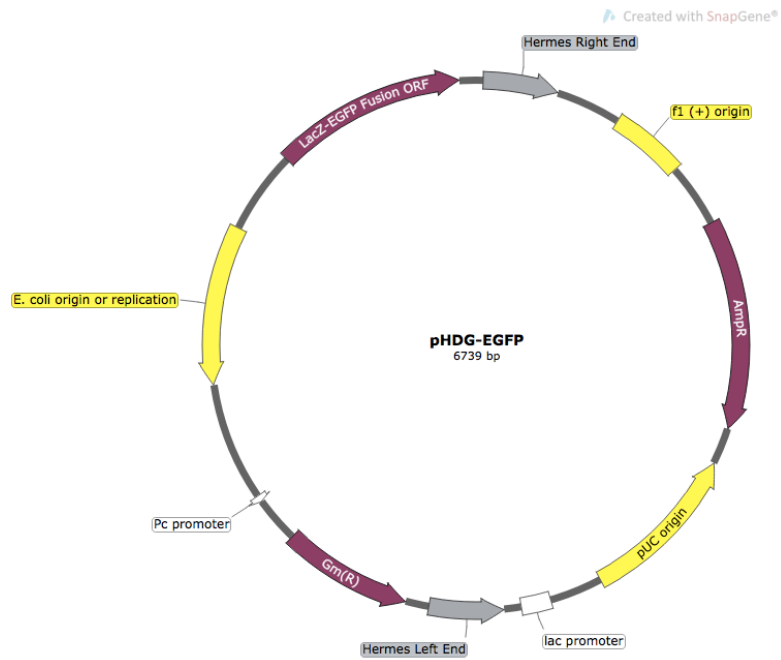 Created with SnapGene®
Hermes Right End
LacZ-EGFP Fusion ORF
f1 (+) origin
E. coli origin or replication
AmpR
pHDG-EGFP
6739 bp
Pc promoter
pUC origin
Gm(R)
lac promoter
Hermes Left End